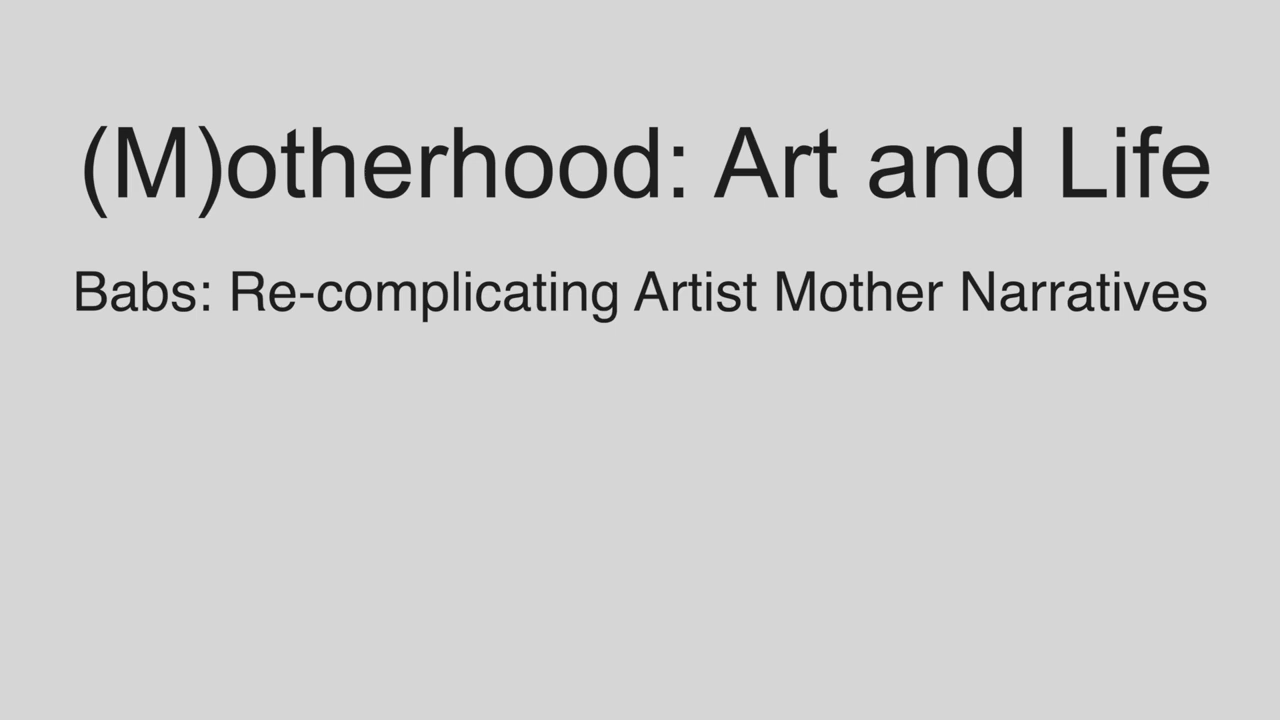 (M)otherhood: Art and Life
Babs: Re-complicating Artist Mother Narratives